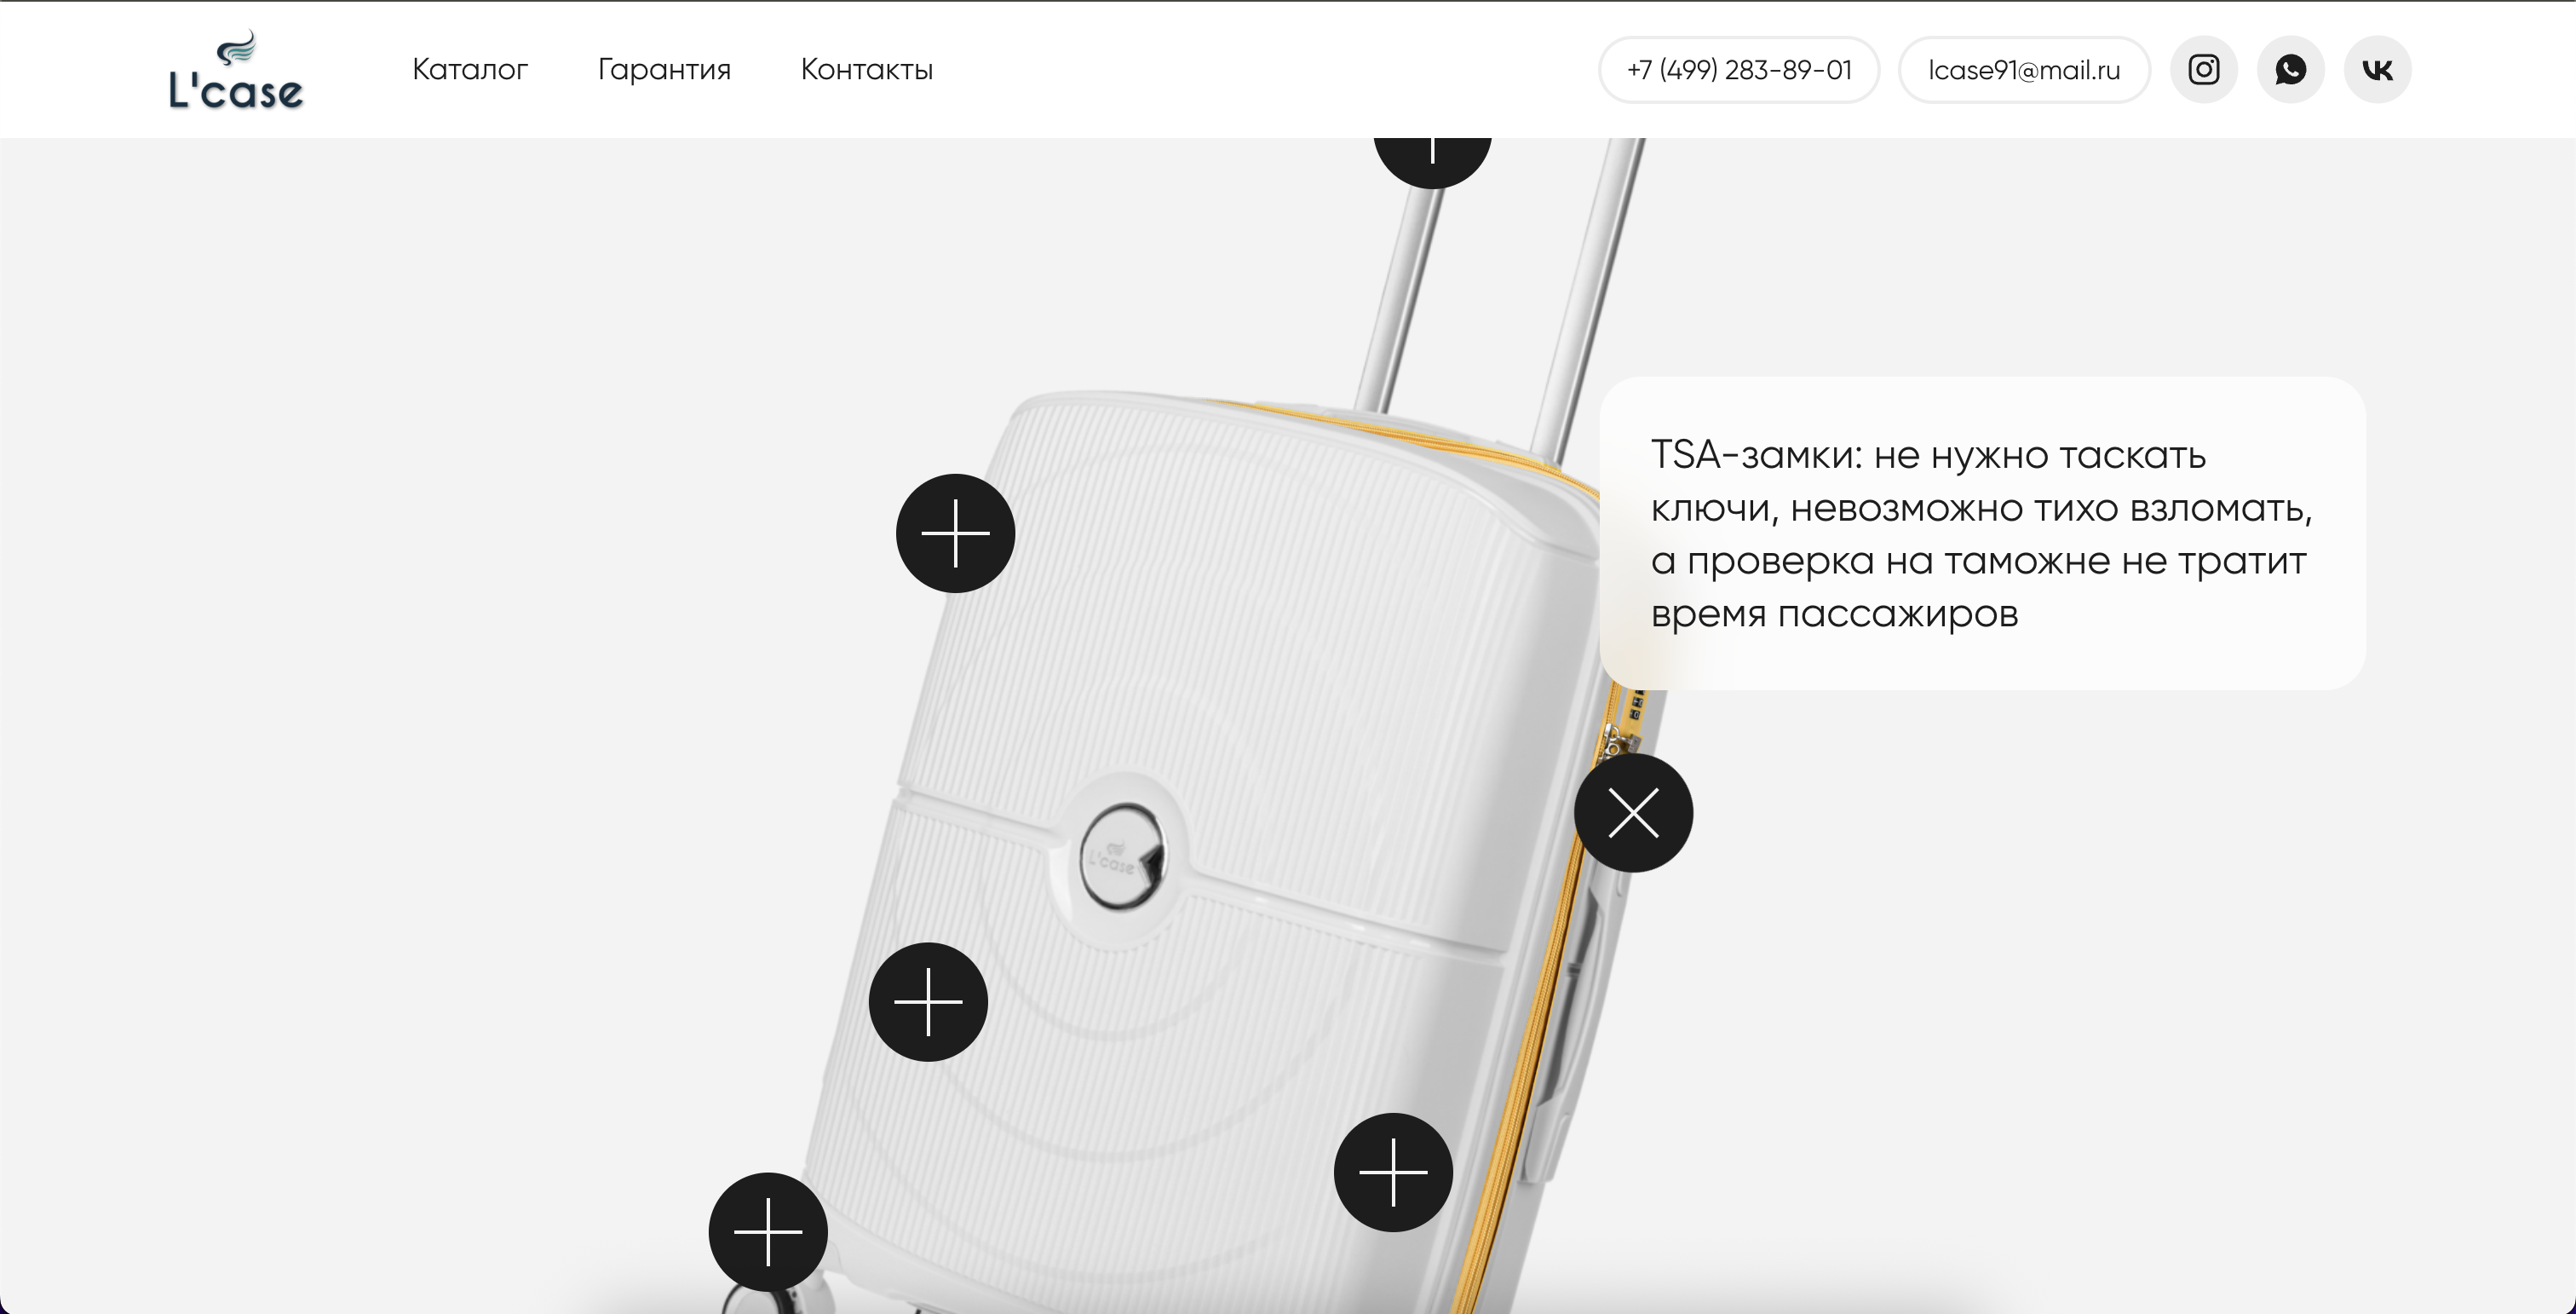 L'case
Каталог
Гарантия
Контакты
+7 (499) 283-89-01
lcase91@mail.ru
TSA-замки: не нужно таскать
ключи, невозможно тихо взломать,
а проверка на таможне не тратит
время пассажиров
L'case